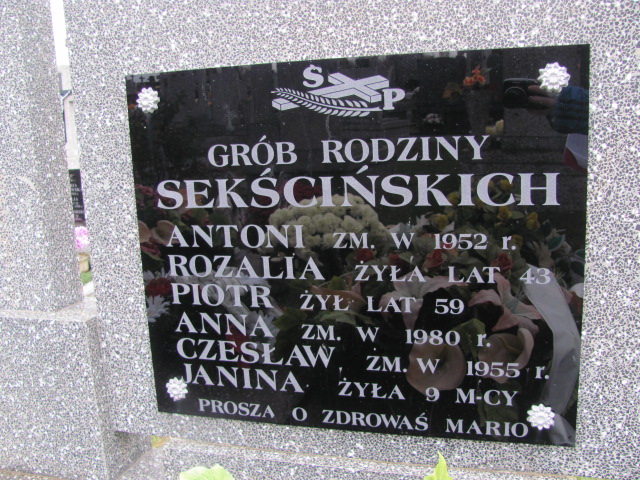 Ś P
GRÓB RODZINY
SEKŚCIŃSKICH
ANTONI ZM. W 1952 r.
ROZALIA ŻYŁA LAT 43
PIOTR ŻYŁ LAT 59
ANNA ZM. W 1980 r.
CZESŁAW ZM. W 1955 r.
JANINA ŻYŁA 9 M-CY
PROSZĄ O ZDROWAŚ MARIO